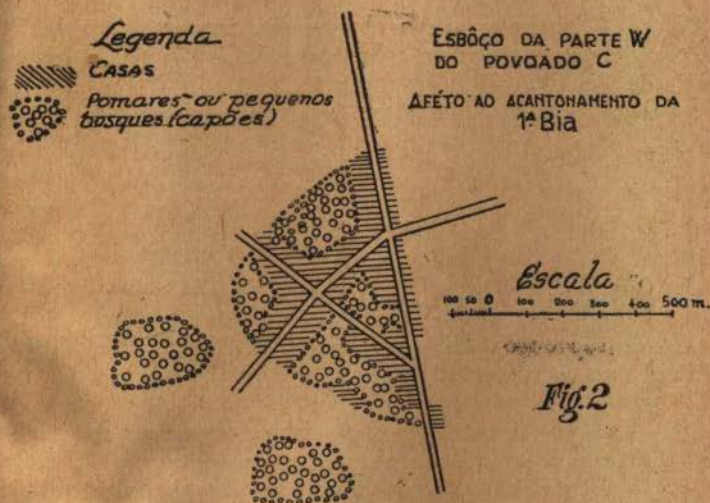 Legenda
CASAS
Pomares ou pequenos
bosques (capões)
ESBÔÇO DA PARTE W
DO POVOADO C
AFÉTO AO ACANTONAMENTO DA
1ª Bia
Escala
100 50 0 100 200 300 400 500 m.
Fig. 2